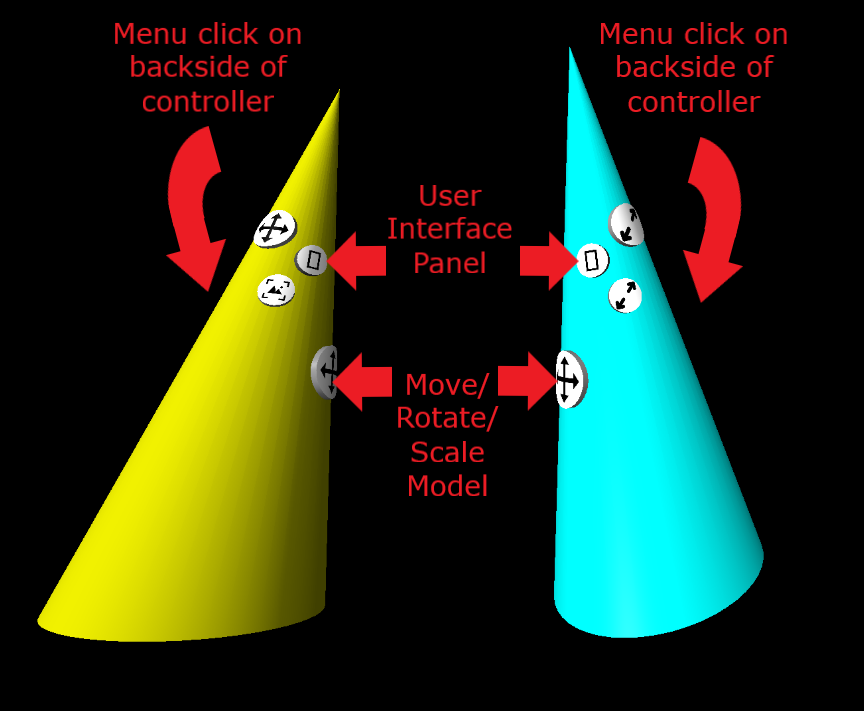 Menu click on
backside of
controller
Menu click on
backside of
controller
User
Interface
Panel
Move/
Rotate/
Scale
Model